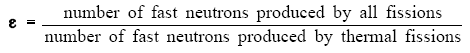 ε = number of fast neutrons produced by all fissions
number of fast neutrons produced by thermal fissions